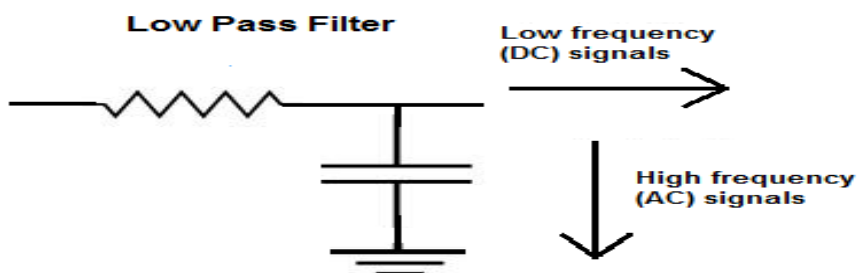 Low Pass Filter
Low frequency
(DC) signals
High frequency
(AC) signals